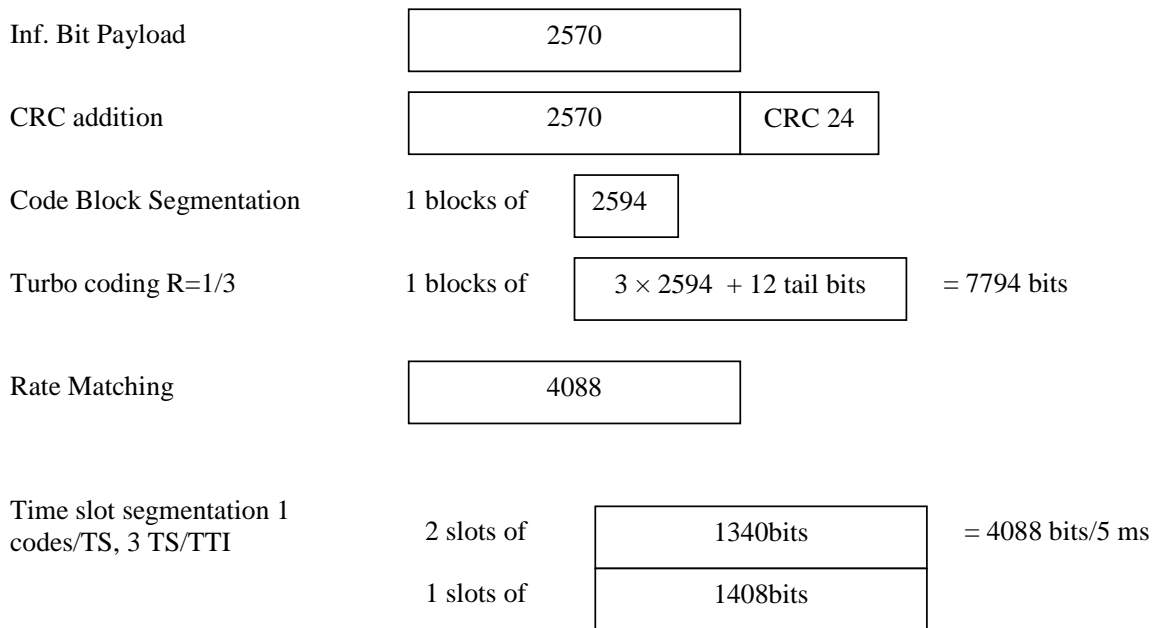 Inf. Bit Payload 2570
CRC addition 2570 CRC 24
Code Block Segmentation 1 blocks of 2594
Turbo coding R=1/3 1 blocks of 3 × 2594 + 12 tail bits = 7794 bits
Rate Matching 4088
Time slot segmentation 1
codes/TS, 3 TS/TTI 2 slots of 1340bits = 4088 bits/5 ms
1 slots of 1408bits